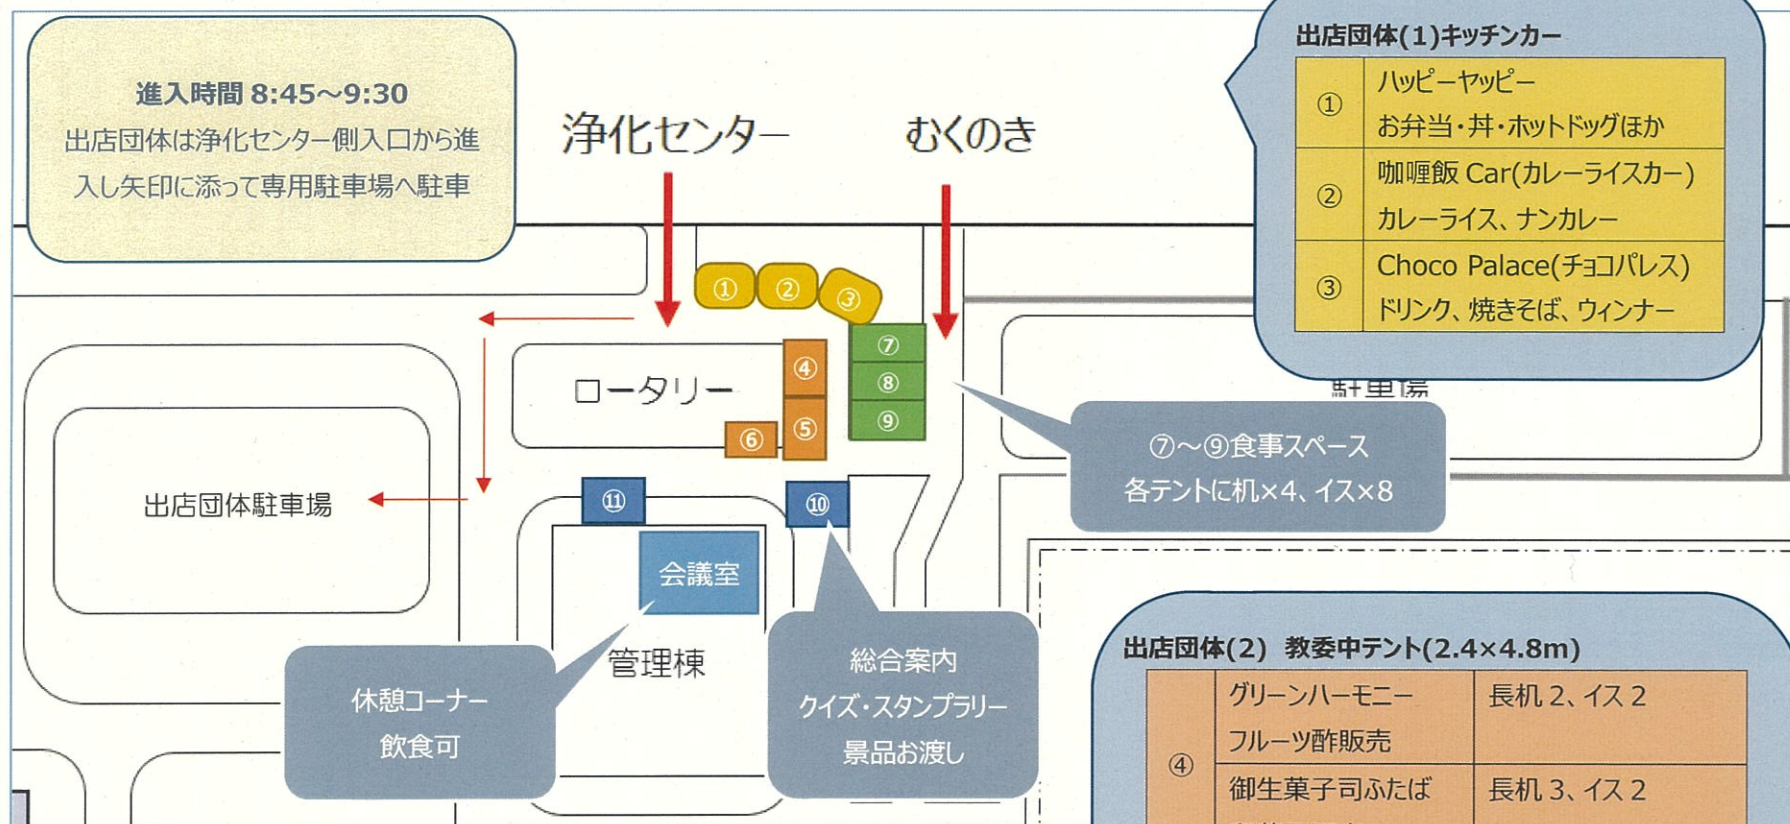 進入時間 8:45～9:30
出店団体は浄化センター側入口から進
入し矢印に添って専用駐車場へ駐車
浄化センター
むくのき
出店団体(1)キッチンカー
①
ハッピーヤッピー
お弁当・丼・ホットドッグほか
②
咖喱飯 Car(カレーライスカー)
カレーライス、ナンカレー
③
Choco Palace(チョコパレス)
ドリンク、焼きそば、ウィンナー
①
②
③
④
⑤
⑥
⑦
⑧
⑨
ロータリー
駐車場
⑦～⑨食事スペース
各テントに机×4、イス×8
出店団体駐車場
⑪
⑩
会議室
管理棟
休憩コーナー
飲食可
総合案内
クイズ・スタンプラリー
景品お渡し
出店団体(2) 教委中テント(2.4×4.8m)
④
グリーンハーモニー
フルーツ酢販売
長机 2、イス 2
御生菓子司ふたば
長机 3、イス 2